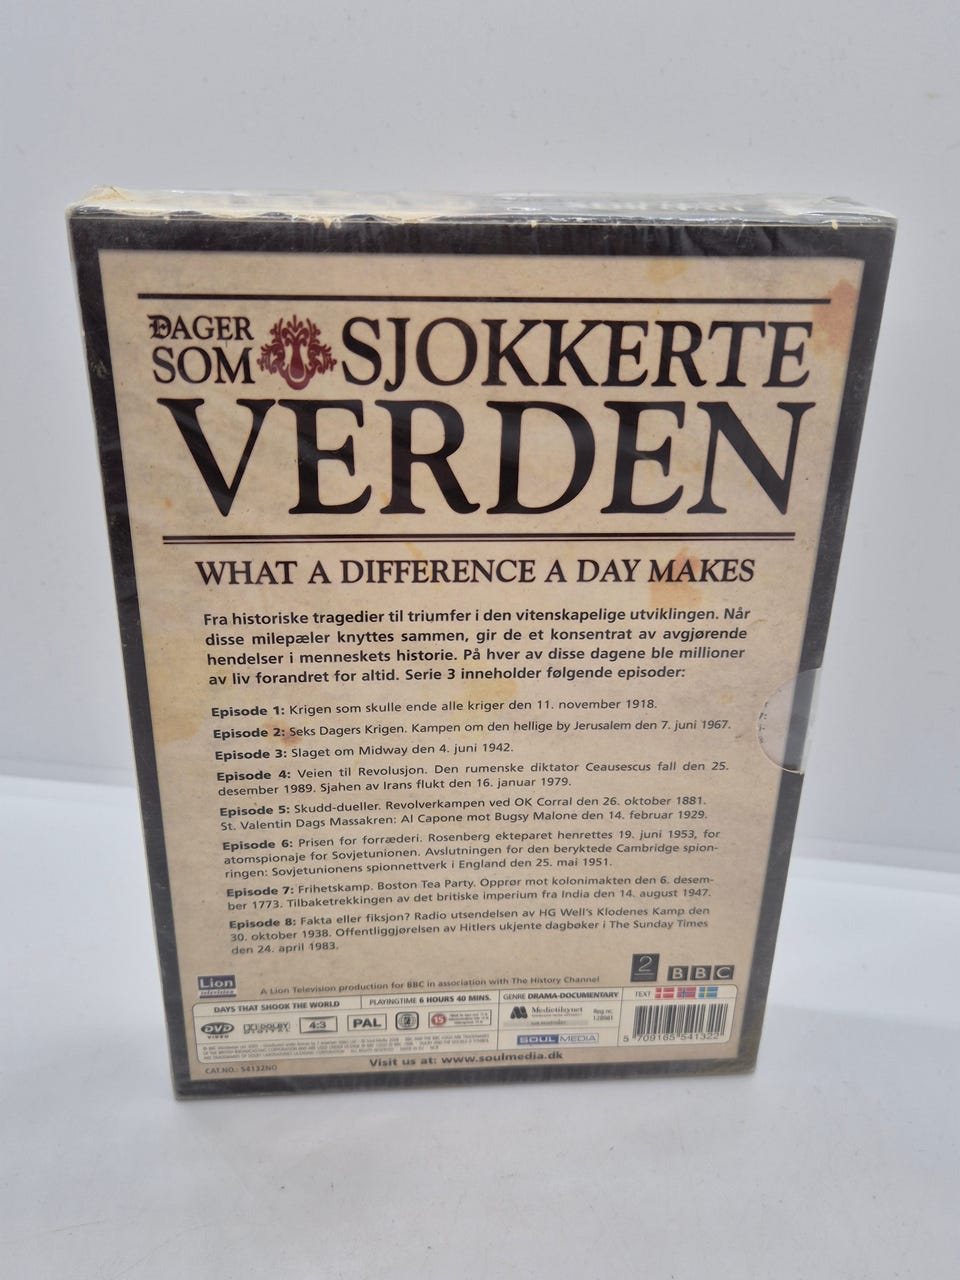 DAGER
SOM
SJOKKERTE
VERDEN
WHAT A DIFFERENCE A DAY MAKES
Fra historiske tragedier til triumfer i den vitenskapelige utviklingen. Når
disse milepæler knyttes sammen, gir de et konsentrat av avgjørende
hendelser i menneskets historie. På hver av disse dagene ble millioner
av liv forandret for altid. Serie 3 inneholder følgende episoder:
Episode 1: Krigen som skulle ende alle kriger den 11. november 1918.
Episode 2: Seks Dagers Krigen. Kampen om den hellige by Jerusalem den 7. juni 1967.
Episode 3: Slaget om Midway den 4. juni 1942.
Episode 4: Veien til Revolusjon. Den rumenske diktator Ceausescus fall den 25.
desember 1989. Sjahen av Irans flukt den 16. januar 1979.
Episode 5: Skudd-dueller. Revolverkampen ved OK Corral den 26. oktober 1881.
St. Valentin Dags Massakren: Al Capone mot Bugsy Malone den 14. februar 1929.
Episode 6: Prisen for forræderi. Rosenberg ekteparet henrettes 19. juni 1953, for
atomspionaje for Sovjetunionen. Avslutningen for den beryktede Cambridge spion-
ringen: Sovjetunionens spionnettverk i England den 25. mai 1951.
Episode 7: Frihetskamp. Boston Tea Party. Opprør mot kolonimakten den 6. desem-
ber 1773. Tilbaketrekkingen av det britiske imperium fra India den 14. august 1947.
Episode 8: Fakta eller fiksjon? Radio utsendelsen av HG Well's Klodenes Kamp den
30. oktober 1938. Offentliggjørelsen av Hitlers ukjente dagbøker i The Sunday Times
den 24. april 1983.
2 BBC
Lion
television
A Lion Television production for BBC in association with The History Channel
DAYS THAT SHOOK THE WORLD
PLAYINGTIME 6 HOURS 40 MINS.
GENRE DRAMA-DOCUMENTARY
TEXT
DVD
VIDEO
DOLBY
4:3
PAL
2
15
Medietilsynet
Reg nr.
SOUL MEDIA
5 709165 541322
CAT.NO.: 54132NO
Visit us at: www.soulmedia.dk